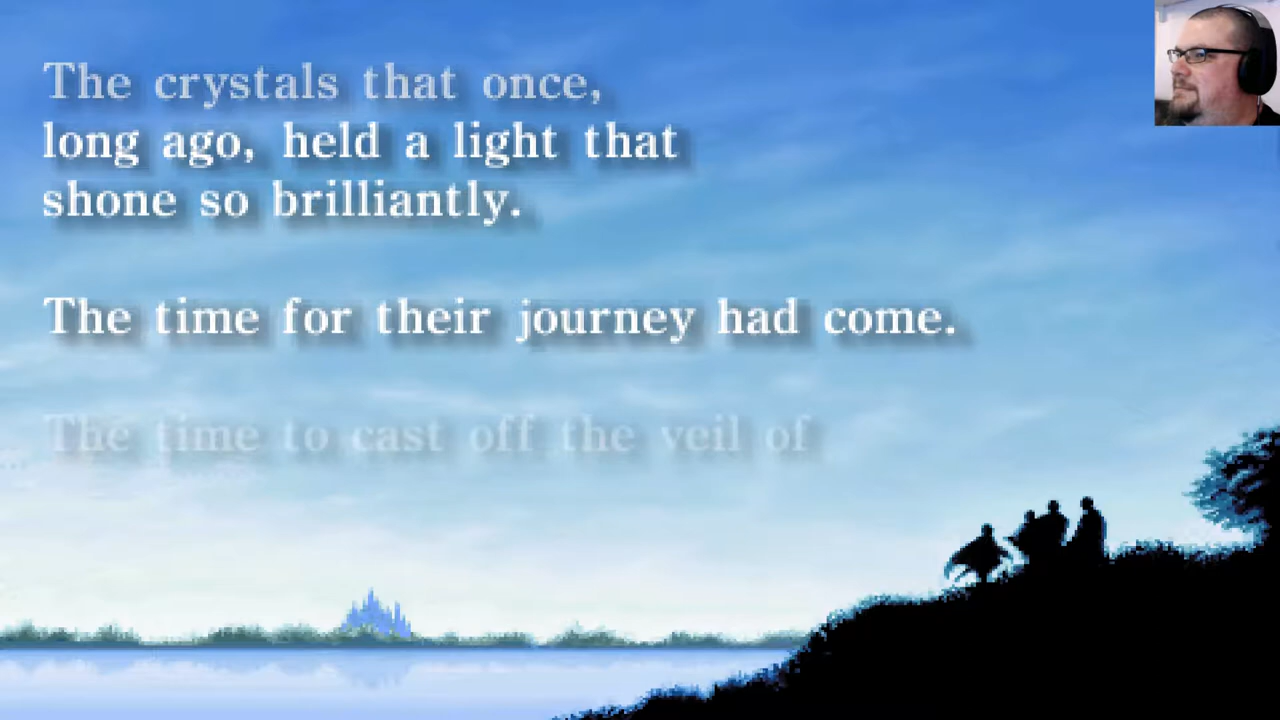 The crystals that once,
long ago, held a light that
shone so brilliantly.
The time for their journey had come.
The time to cast off the veil of